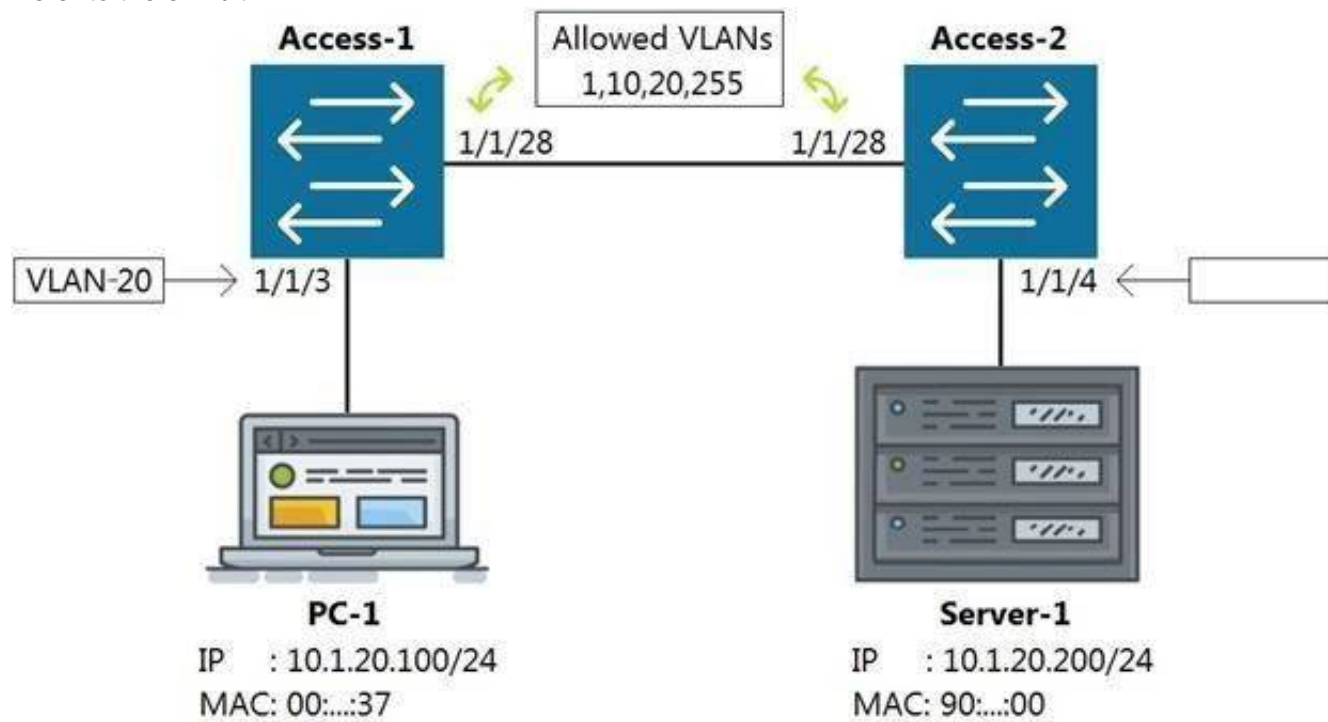 Access-1
Allowed VLANs
1,10,20,255
Access-2
1/1/28
1/1/28
VLAN-20
1/1/3
1/1/4
PC-1
IP : 10.1.20.100/24
MAC: 00:...:37
Server-1
IP : 10.1.20.200/24
MAC: 90:...:00